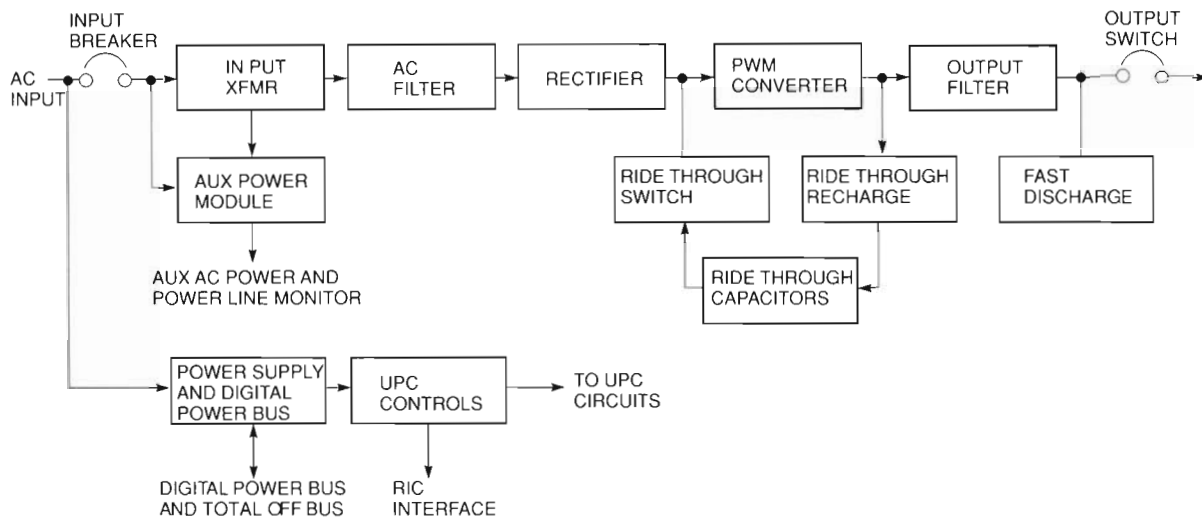 INPUT
BREAKER
OUTPUT
SWITCH
AC
INPUT
IN PUT
XFMR
AC
FILTER
RECTIFIER
PWM
CONVERTER
OUTPUT
FILTER
AUX POWER
MODULE
RIDE THROUGH
SWITCH
RIDE THROUGH
RECHARGE
FAST
DISCHARGE
AUX AC POWER AND
POWER LINE MONITOR
RIDE THROUGH
CAPACITORS
POWER SUPPLY
AND DIGITAL
POWER BUS
UPC
CONTROLS
TO UPC
CIRCUITS
DIGITAL POWER BUS
AND TOTAL OFF BUS
RIC
INTERFACE